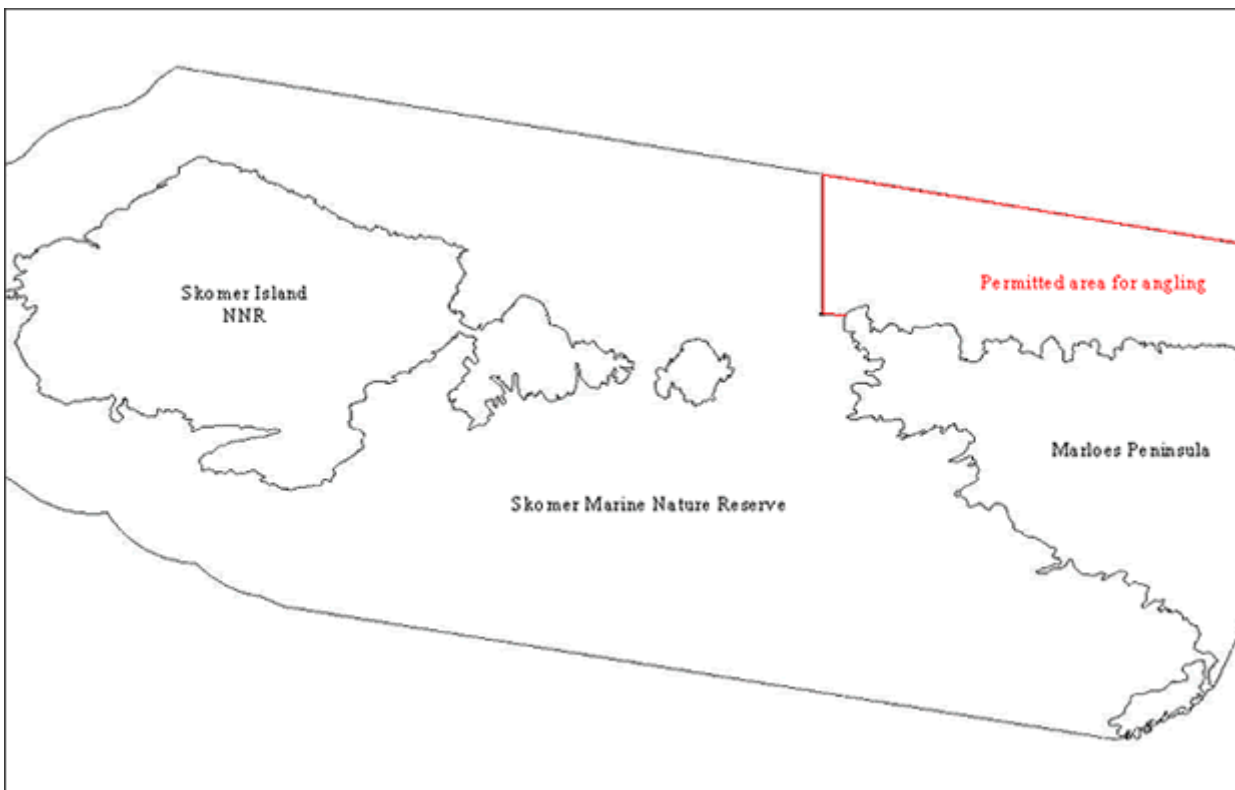 Skomer Island
NNR
Permitted area for angling
Marloes Peninsula
Skomer Marine Nature Reserve